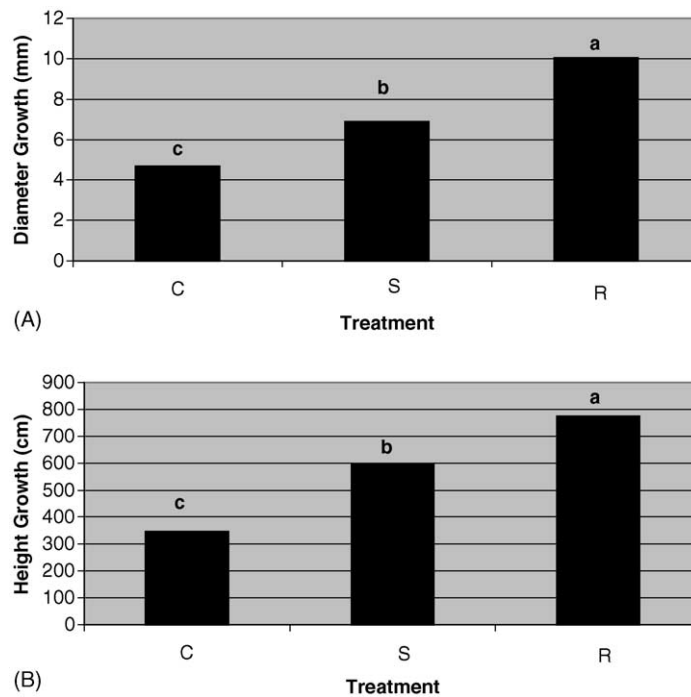 12
10
8
6
4
2
0
Diameter Growth (mm)
c
b
a
C S R
(A)
Treatment
900
800
700
600
500
400
300
200
100
0
Height Growth (cm)
c
b
a
C S R
(B)
Treatment